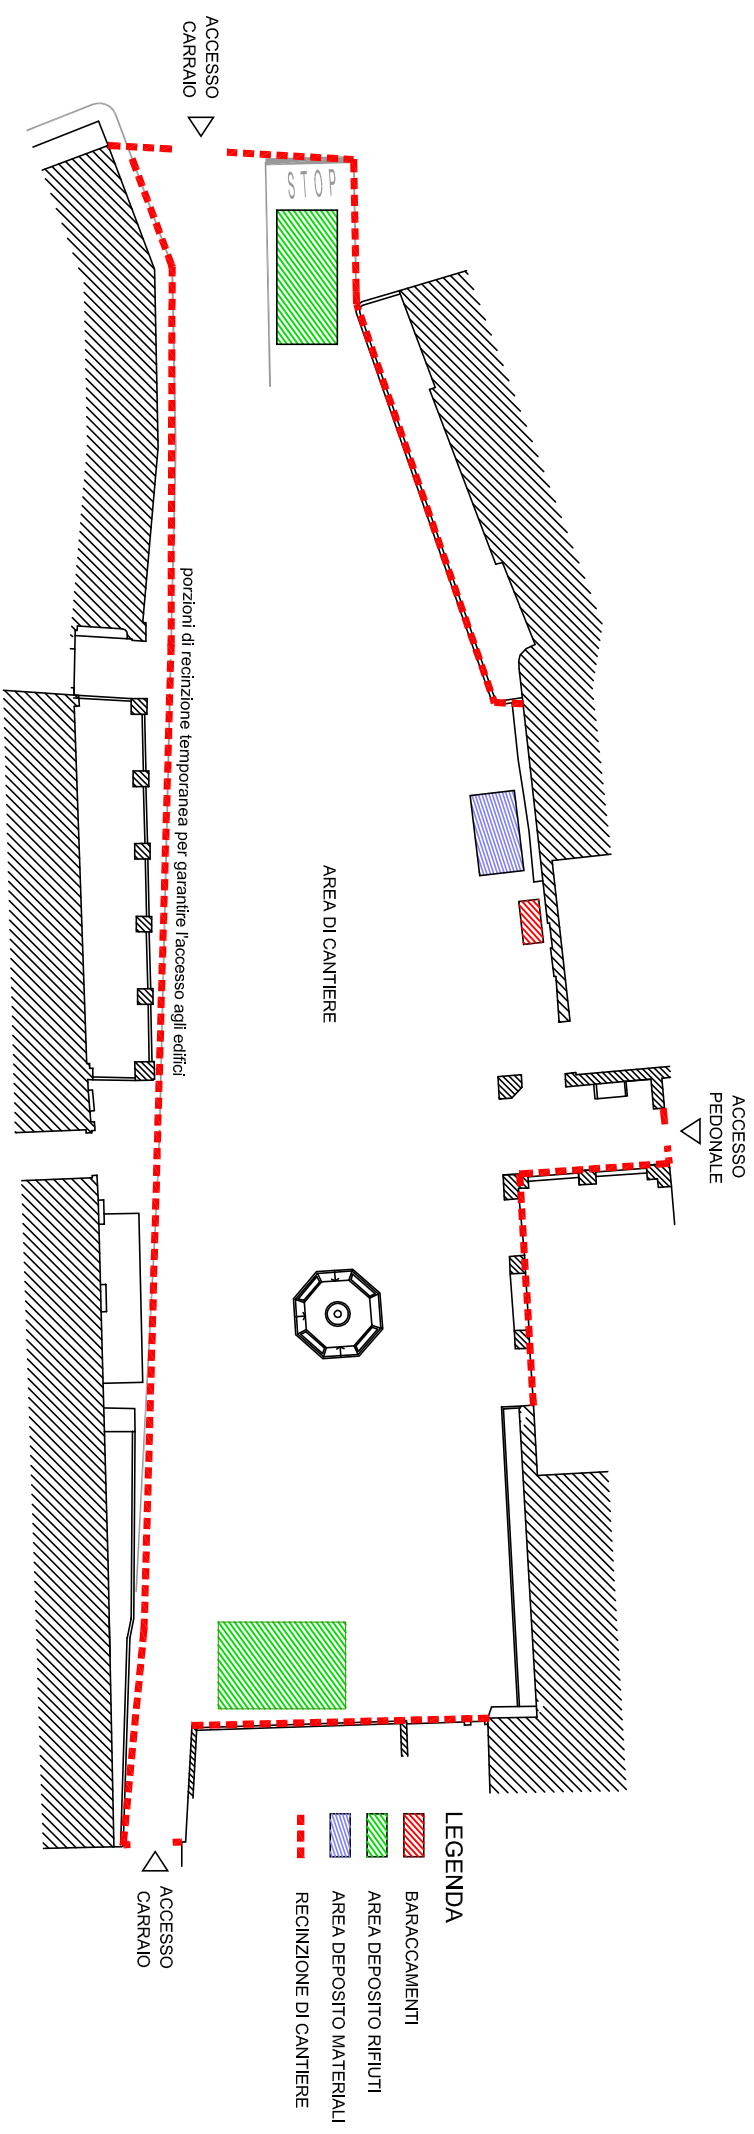 ACCESSO
CARRAIO
STOP
porzioni di recinzione temporanea per garantire l'accesso agli edifici
AREA DI CANTIERE
ACCESSO
PEDONALE
LEGENDA
BARACCAMENTI
AREA DEPOSITO RIFIUTI
AREA DEPOSITO MATERIALI
RECINZIONE DI CANTIERE
ACCESSO
CARRAIO